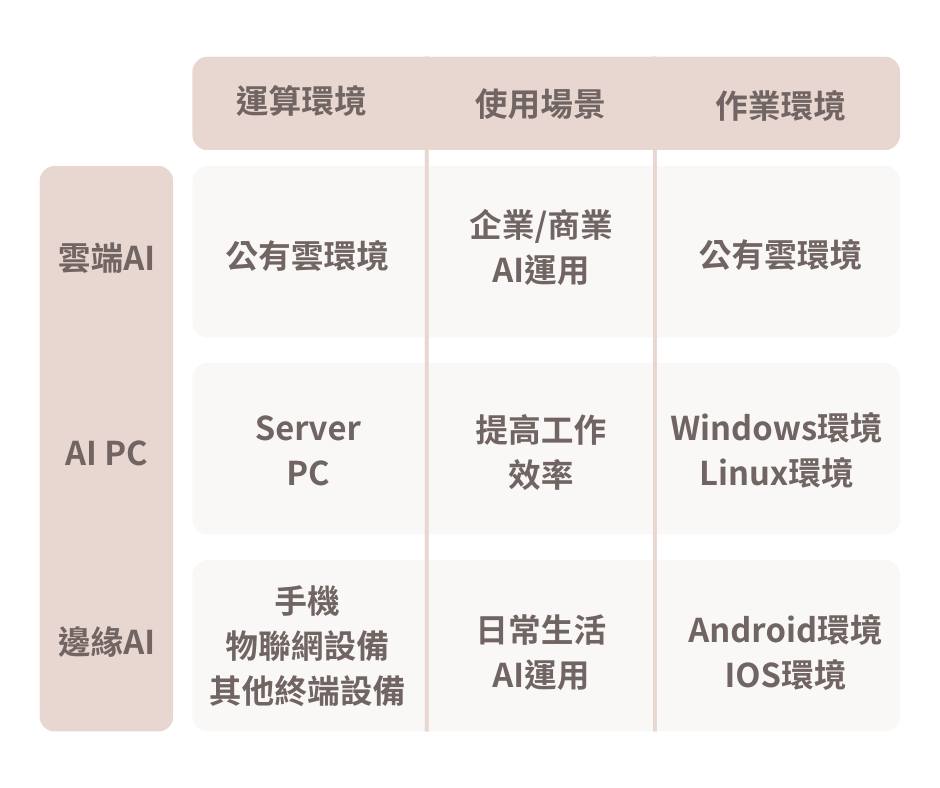 運算環境
使用場景
作業環境
雲端AI
公有雲環境
企業/商業
AI運用
公有雲環境
AI PC
Server
PC
提高工作
效率
Windows環境
Linux環境
邊緣AI
手機
物聯網設備
其他終端設備
日常生活
AI運用
Android環境
IOS環境